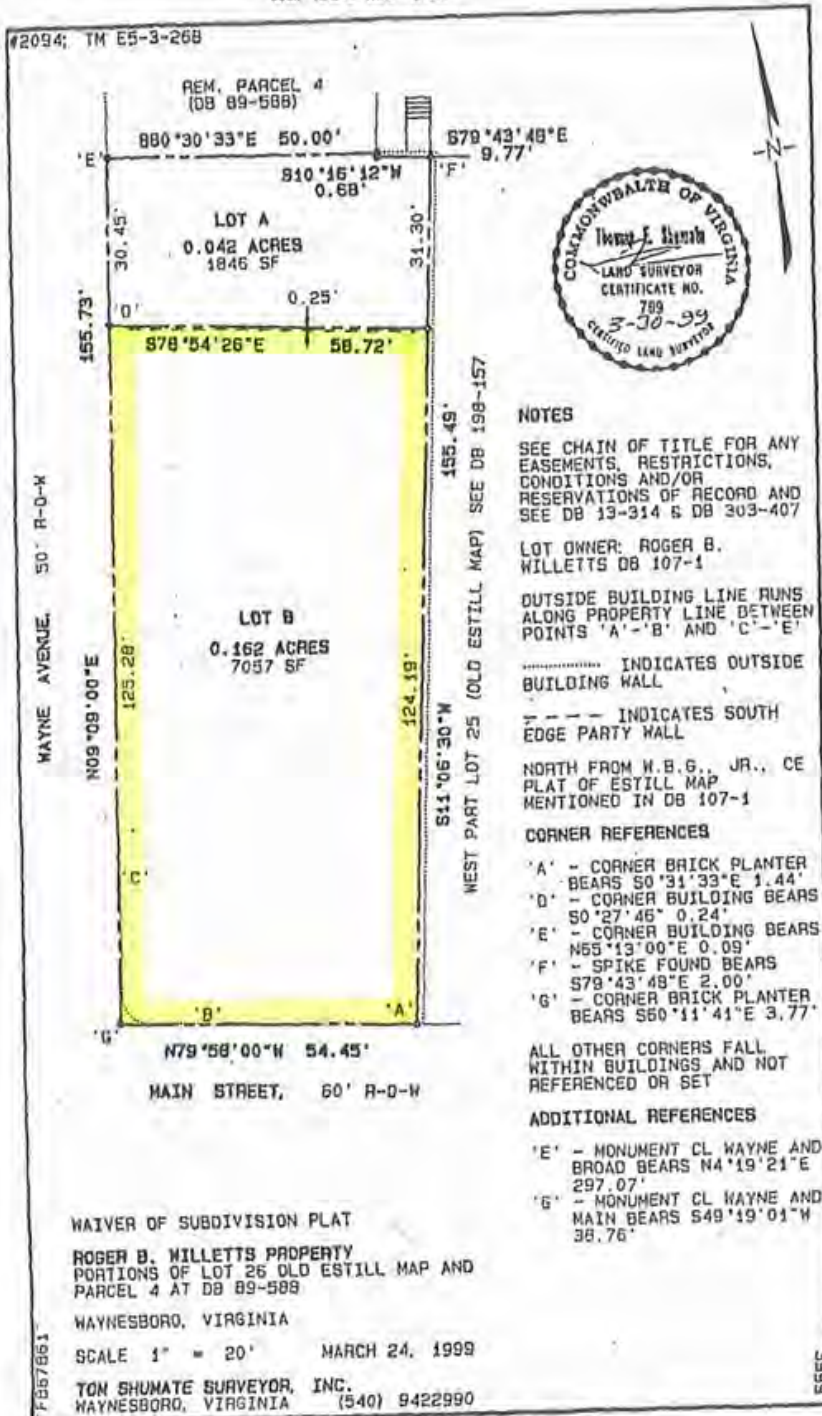 #2094; TM E5-3-26B
REM. PARCEL 4
(DB 89-588)
S80°30'33"E 50.00'
S79°43'48"E
9.77'
'E'
'F'
S10°16'12"W
0.68'
30.45'
31.30'
LOT A
0.042 ACRES
1846 SF
0.25'
'D'
155.73'
S78°54'26"E 58.72'
WAYNE AVENUE, 50' R-O-W
N09°09'00"E
125.28'
LOT B
0.162 ACRES
7057 SF
124.19'
155.49'
S11°06'30"W
WEST PART LOT 25 (OLD ESTILL MAP) SEE DB 198-157
'C'
'B'
'A'
'G'
N79°58'00"W 54.45'
MAIN STREET, 60' R-O-W
N
COMMONWEALTH OF VIRGINIA
Thomas E. Shumate
LAND SURVEYOR
CERTIFICATE NO.
789
3-30-99
CERTIFIED LAND SURVEYOR
NOTES
SEE CHAIN OF TITLE FOR ANY
EASEMENTS, RESTRICTIONS,
CONDITIONS AND/OR
RESERVATIONS OF RECORD AND
SEE DB 13-314 & DB 303-407
LOT OWNER: ROGER B.
WILLETTS DB 107-1
OUTSIDE BUILDING LINE RUNS
ALONG PROPERTY LINE BETWEEN
POINTS 'A'-'B' AND 'C'-'E'
INDICATES OUTSIDE
BUILDING WALL
INDICATES SOUTH
EDGE PARTY WALL
NORTH FROM W.B.G., JR., CE
PLAT OF ESTILL MAP
MENTIONED IN DB 107-1
CORNER REFERENCES
'A' - CORNER BRICK PLANTER
BEARS S0°31'33"E 1.44'
'D' - CORNER BUILDING BEARS
S0°27'46" 0.24'
'E' - CORNER BUILDING BEARS
N65°13'00"E 0.09'
'F' - SPIKE FOUND BEARS
S79°43'48"E 2.00'
'G' - CORNER BRICK PLANTER
BEARS S60°11'41"E 3.77'
ALL OTHER CORNERS FALL
WITHIN BUILDINGS AND NOT
REFERENCED OR SET
ADDITIONAL REFERENCES
'E' - MONUMENT CL WAYNE AND
BROAD BEARS N4°19'21"E
297.07'
'G' - MONUMENT CL WAYNE AND
MAIN BEARS S49°19'01"W
38.76'
WAIVER OF SUBDIVISION PLAT
ROGER B. WILLETTS PROPERTY
PORTIONS OF LOT 26 OLD ESTILL MAP AND
PARCEL 4 AT DB 89-588
WAYNESBORO, VIRGINIA
SCALE 1" = 20' MARCH 24, 1999
TOM SHUMATE SURVEYOR, INC.
WAYNESBORO, VIRGINIA (540) 9422990